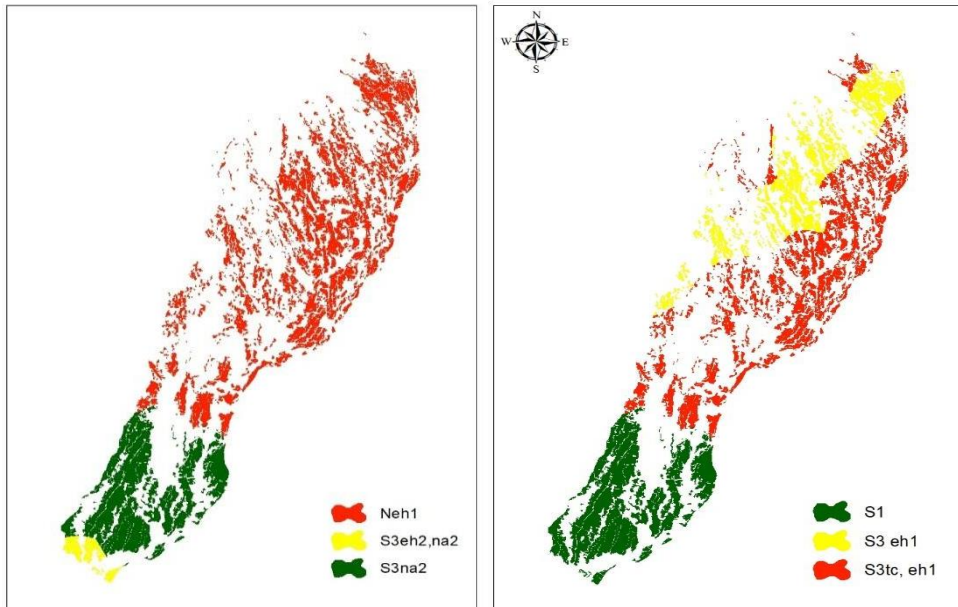 Neh1
S3eh2,na2
S3na2
N
W
E
S
S1
S3 eh1
S3tc, eh1